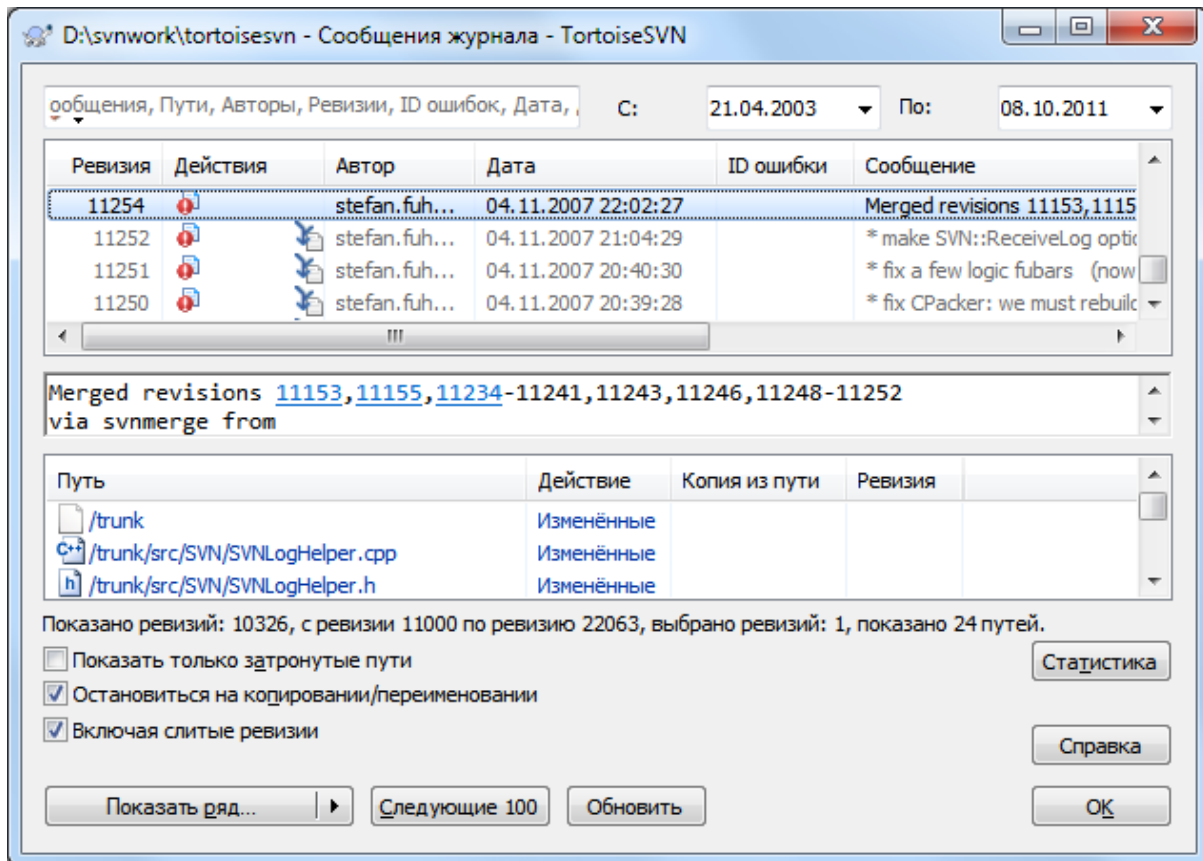 D:\svnwork\tortoisesvn - Сообщения журнала - TortoiseSVN
ообщения, Пути, Авторы, Ревизии, ID ошибок, Дата, С: 21.04.2003 По: 08.10.2011
Ревизия Действия Автор Дата ID ошибки Сообщение
11254 stefan.fuh... 04.11.2007 22:02:27 Merged revisions 11153,1115
11252 stefan.fuh... 04.11.2007 21:04:29 * make SVN::ReceiveLog optic
11251 stefan.fuh... 04.11.2007 20:40:30 * fix a few logic fubars (now
11250 stefan.fuh... 04.11.2007 20:39:28 * fix CPacker: we must rebuild
Merged revisions 11153,11155,11234-11241,11243,11246,11248-11252
via svnmerge from
Путь Действие Копия из пути Ревизия
/trunk Изменённые
C++ /trunk/src/SVN/SVNLogHelper.cpp Изменённые
h /trunk/src/SVN/SVNLogHelper.h Изменённые
Показано ревизий: 10326, с ревизии 11000 по ревизию 22063, выбрано ревизий: 1, показано 24 путей.
Показать только затронутые пути Статистика
Остановиться на копировании/переименовании
Включая слитые ревизии
Справка
Показать ряд... Следующие 100 Обновить OK